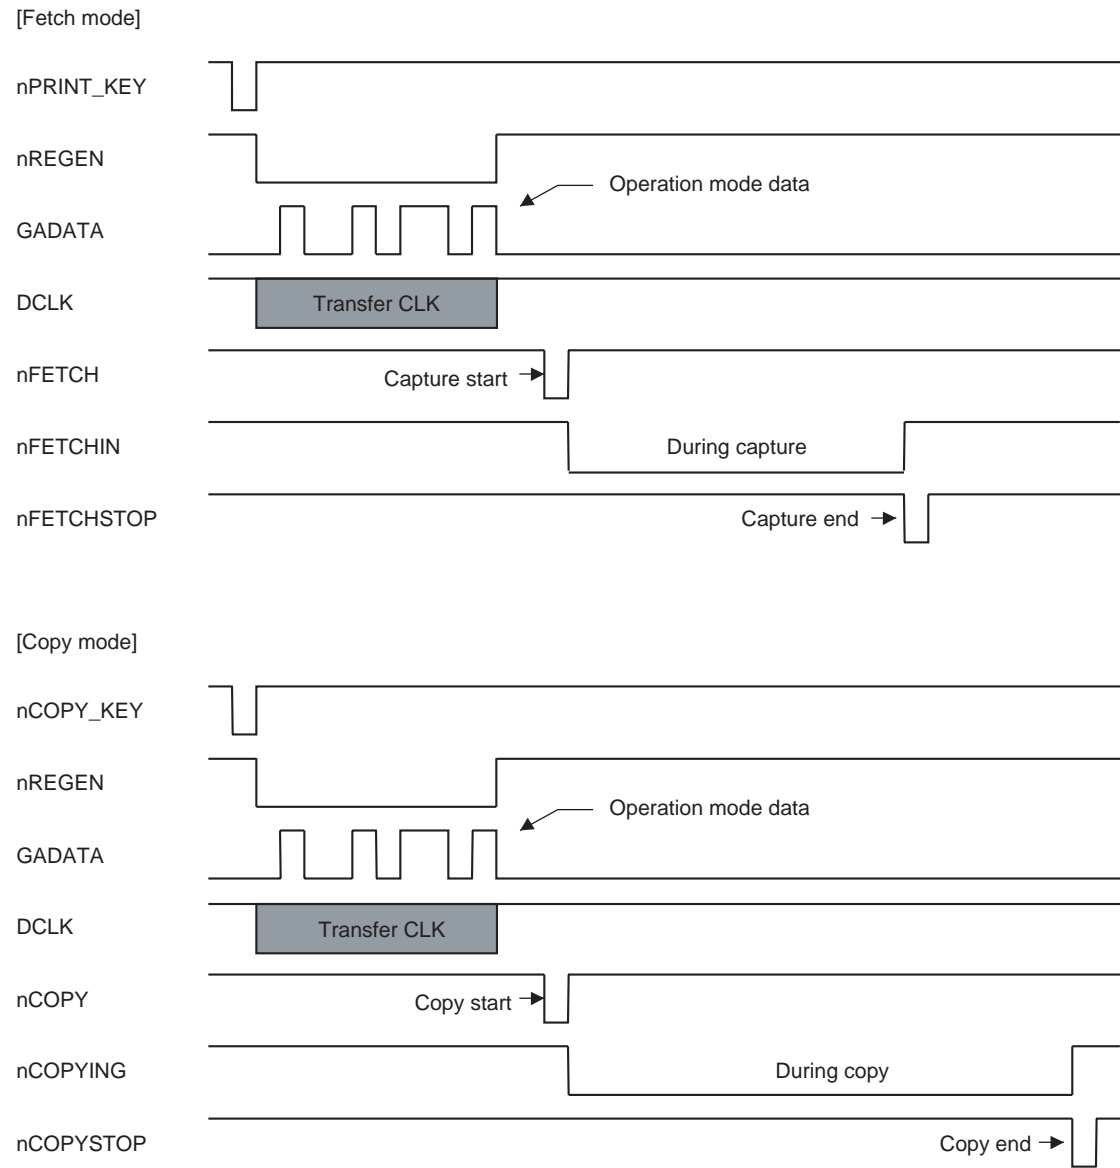 [Fetch mode]
nPRINT_KEY
nREGEN
Operation mode data
GADATA
DCLK
Transfer CLK
nFETCH
Capture start
nFETCHIN
During capture
nFETCHSTOP
Capture end
[Copy mode]
nCOPY_KEY
nREGEN
Operation mode data
GADATA
DCLK
Transfer CLK
nCOPY
Copy start
nCOPYING
During copy
nCOPYSTOP
Copy end